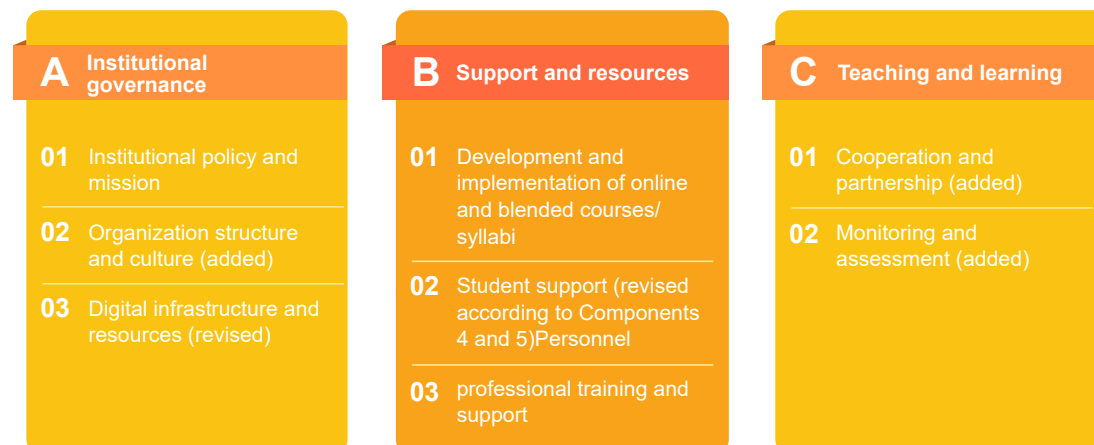 A Institutional
governance
01 Institutional policy and
mission
02 Organization structure
and culture (added)
03 Digital infrastructure and
resources (revised)
B Support and resources
01 Development and
implementation of online
and blended courses/
syllabi
02 Student support (revised
according to Components
4 and 5)Personnel
03 professional training and
support
C Teaching and learning
01 Cooperation and
partnership (added)
02 Monitoring and
assessment (added)